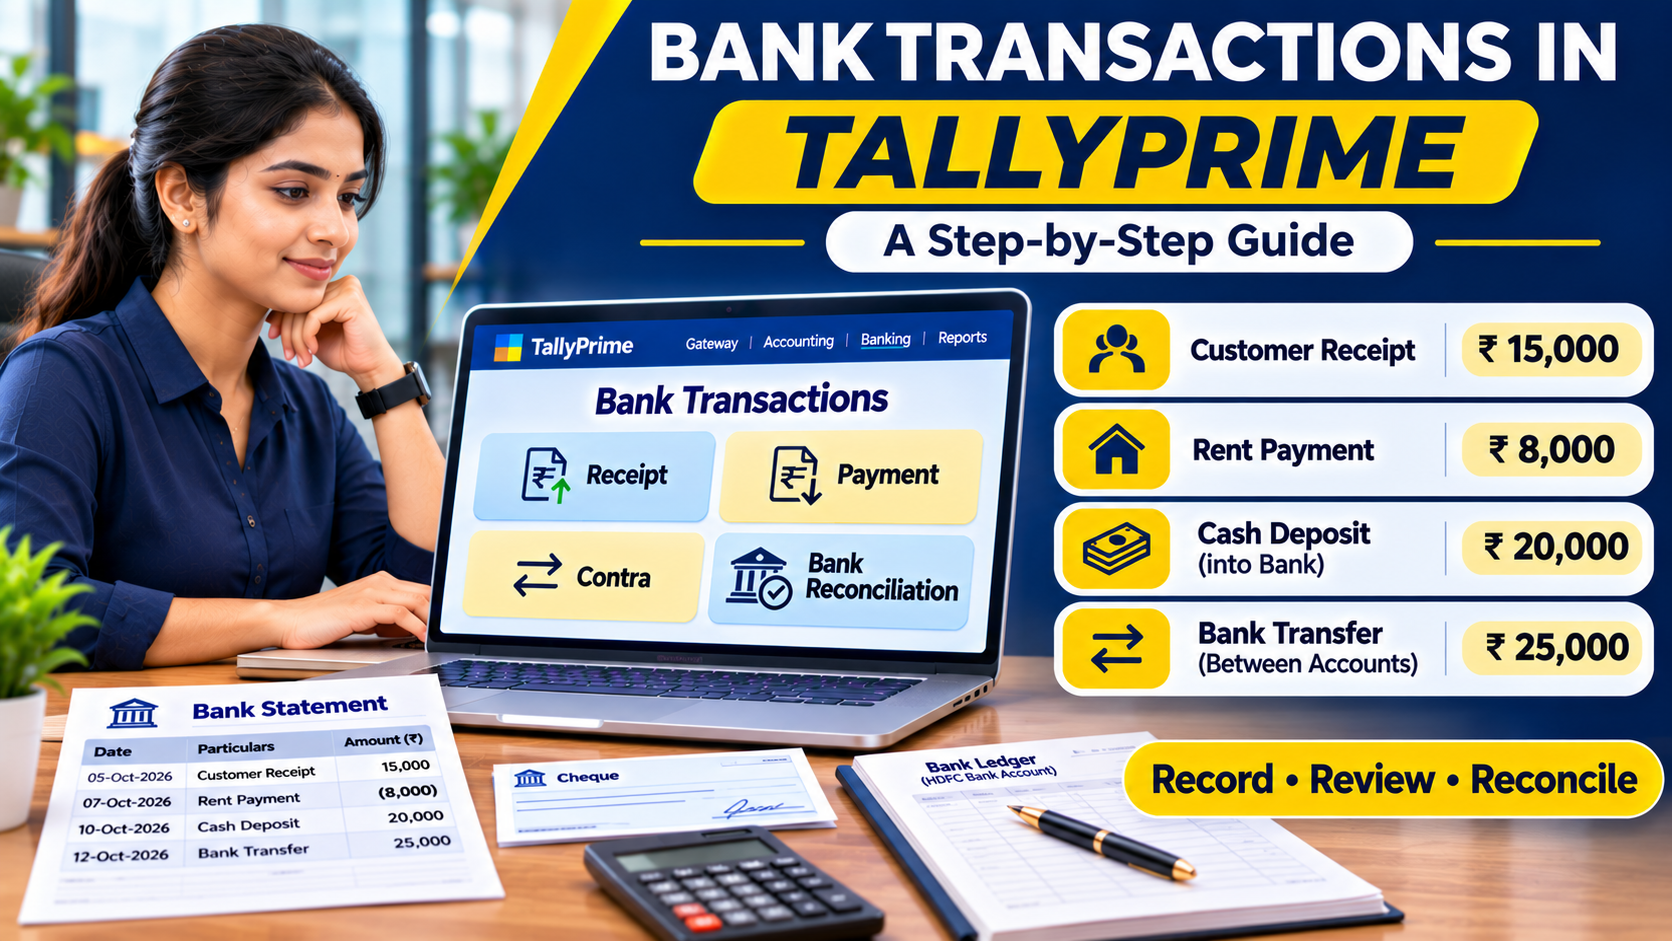 BANK TRANSACTIONS IN
TALLYPRIME
A Step-by-Step Guide
TallyPrime
Gateway | Accounting | Banking | Reports
Bank Transactions
Receipt
Payment
Contra
Bank
Reconciliation
Customer Receipt ₹ 15,000
Rent Payment ₹ 8,000
Cash Deposit
(into Bank)
₹ 20,000
Bank Transfer
(Between Accounts)
₹ 25,000
Bank Statement
Date Particulars Amount (₹)
05-Oct-2026 Customer Receipt 15,000
07-Oct-2026 Rent Payment (8,000)
10-Oct-2026 Cash Deposit 20,000
12-Oct-2026 Bank Transfer 25,000
Cheque
Bank Ledger
(HDFC Bank Account)
Record • Review • Reconcile